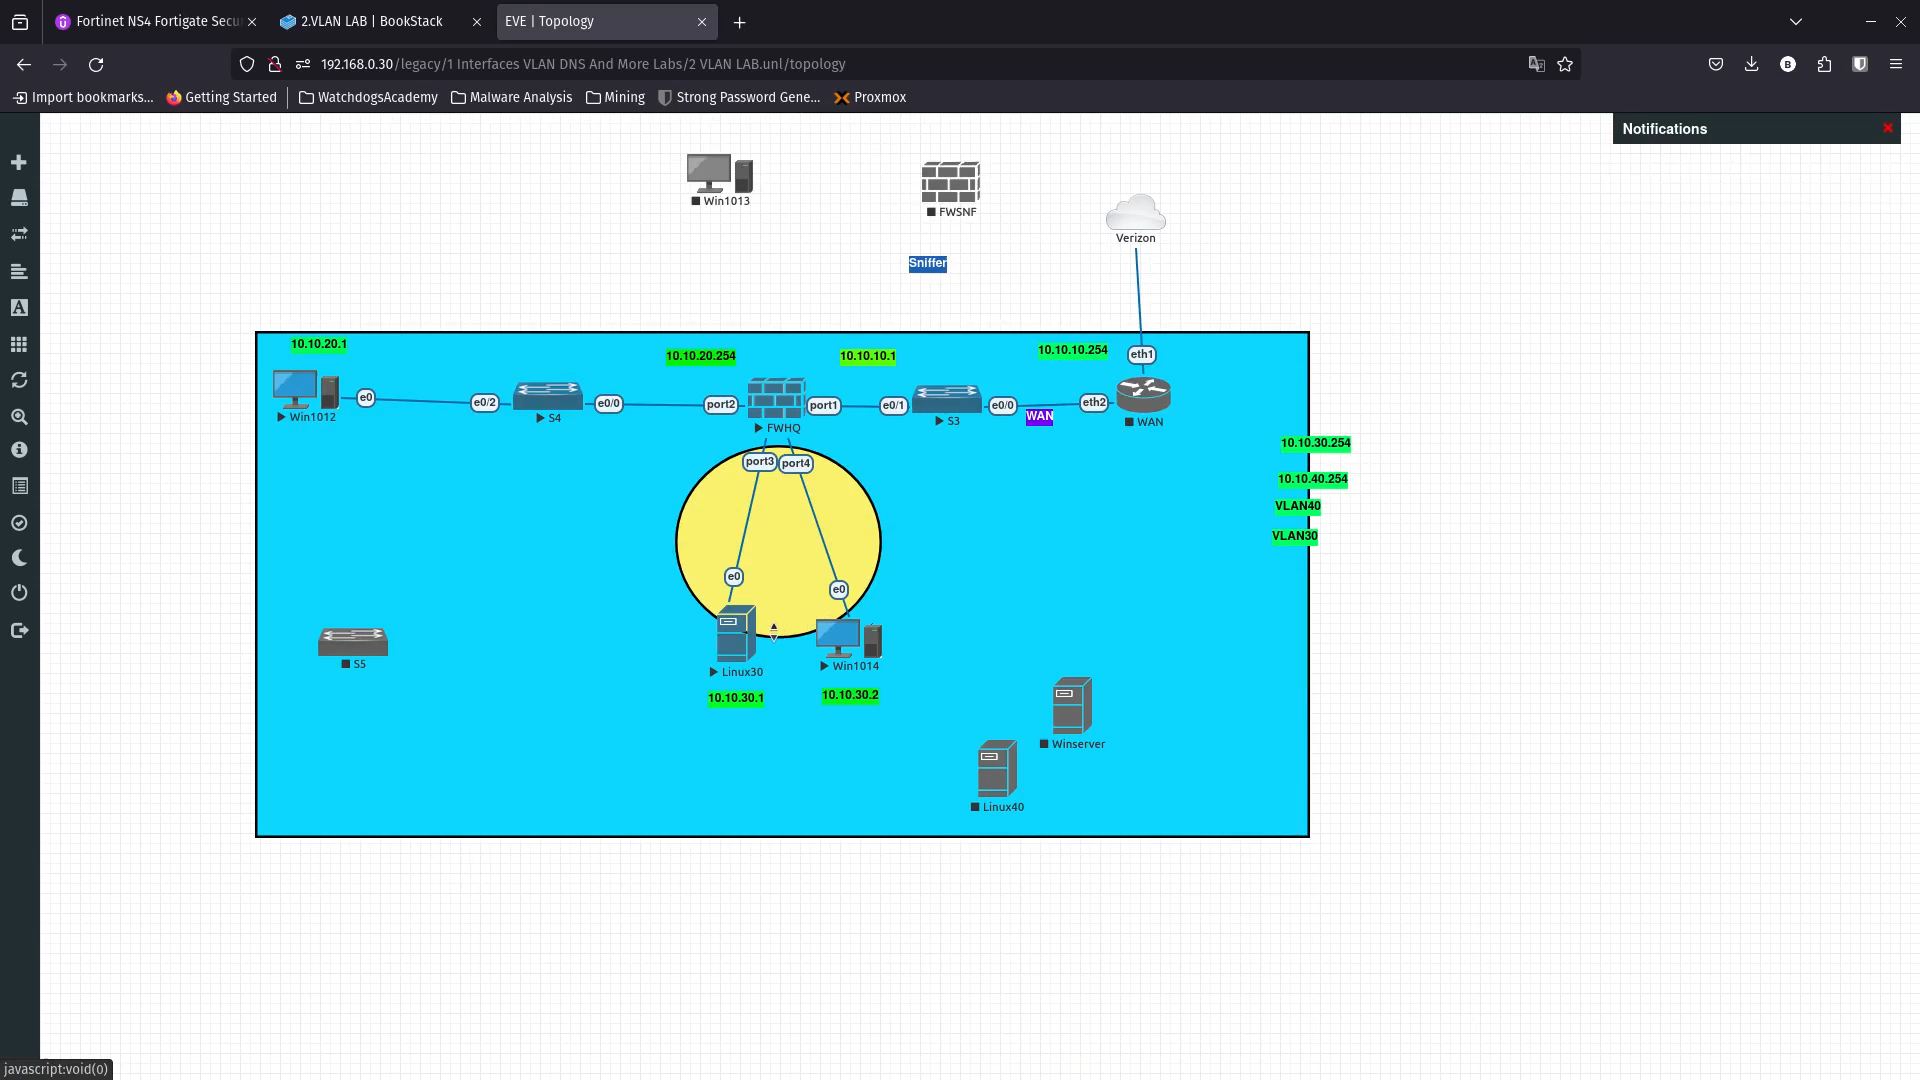 Fortinet NS4 Fortigate Secu
2.VLAN LAB | BookStack
EVE | Topology
192.168.0.30/legacy/1 Interfaces VLAN DNS And More Labs/2 VLAN LAB.unl/topology
Import bookmarks...
Getting Started
WatchdogsAcademy
Malware Analysis
Mining
Strong Password Gene...
Proxmox
Notifications
Win1013
FWSNF
Verizon
Sniffer
10.10.20.1
10.10.20.254
10.10.10.1
10.10.10.254
eth1
Win1012
e0
e0/2
S4
e0/0
port2
FWHQ
port1
e0/1
S3
e0/0
WAN
eth2
WAN
10.10.30.254
10.10.40.254
VLAN40
VLAN30
port3
port4
e0
e0
S5
Linux30
Win1014
10.10.30.1
10.10.30.2
Winserver
Linux40
javascript:void(0)